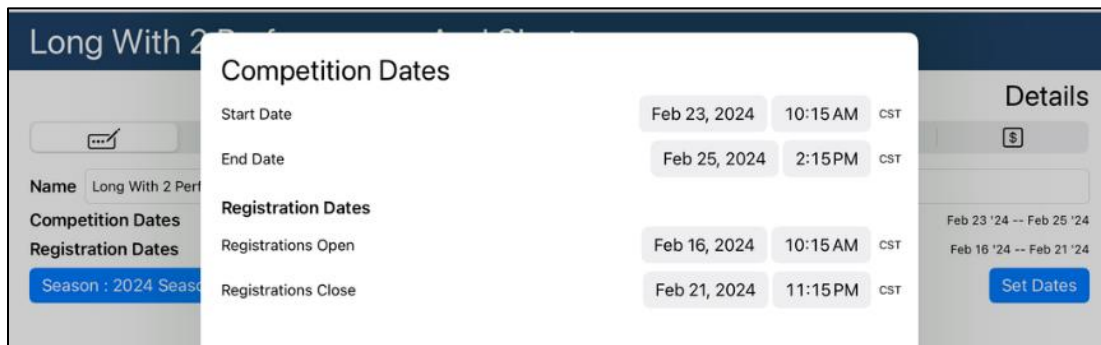 Long With 2
Competition Dates
Details
Start Date Feb 23, 2024 10:15 AM CST
End Date Feb 25, 2024 2:15 PM CST
Name Long With 2 Perf
Registration Dates
Competition Dates Feb 23 '24 -- Feb 25 '24
Registrations Open Feb 16, 2024 10:15 AM CST
Registration Dates Feb 16 '24 -- Feb 21 '24
Season : 2024 Seaso
Registrations Close Feb 21, 2024 11:15 PM CST
Set Dates